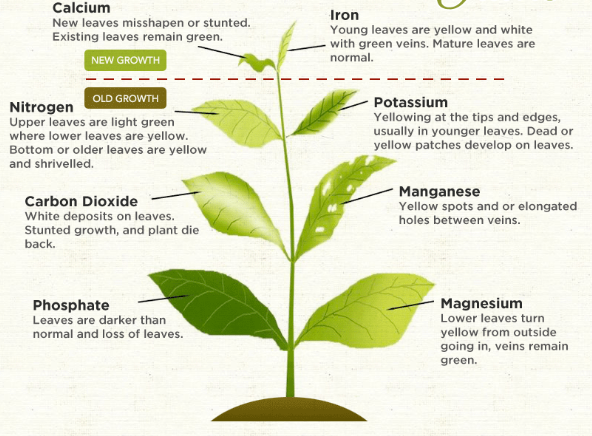 Calcium
New leaves misshapen or stunted.
Existing leaves remain green.
Iron
Young leaves are yellow and white
with green veins. Mature leaves are
normal.
NEW GROWTH
OLD GROWTH
Nitrogen
Upper leaves are light green
where lower leaves are yellow.
Bottom or older leaves are yellow
and shrivelled.
Potassium
Yellowing at the tips and edges,
usually in younger leaves. Dead or
yellow patches develop on leaves.
Carbon Dioxide
White deposits on leaves.
Stunted growth, and plant die
back.
Manganese
Yellow spots and or elongated
holes between veins.
Phosphate
Leaves are darker than
normal and loss of leaves.
Magnesium
Lower leaves turn
yellow from outside
going in, veins remain
green.